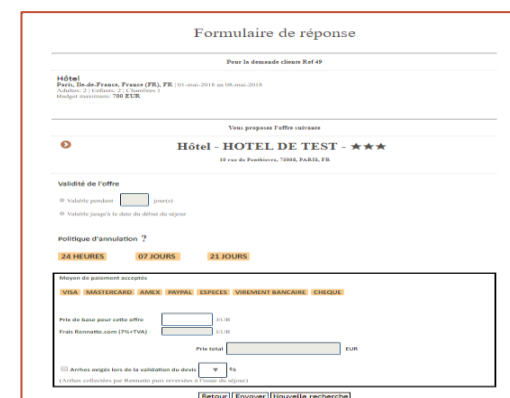 Formulaire de réponse
Pour la demande cliente Ref 49
Hôtel
Paris, Ile-de-France, France (FR), FR | 01-mai-2018 au 08-mai-2018
Adultes: 2 | Enfants: 2 | Chambres 1
Budget maximum: 700 EUR
Vous proposez l'offre suivante
Hôtel - HOTEL DE TEST - ★★★
10 rue de Ponthievre, 75008, PARIS, FR
Validité de l'offre
Valable pendant jour(s)
Valable jusqu'à la date du début du séjour
Politique d'annulation ?
24 HEURES 07 JOURS 21 JOURS
Moyen de paiement acceptés
VISA MASTERCARD AMEX PAYPAL ESPECES VIREMENT BANCAIRE CHEQUE
Prix de base pour cette offre EUR
Frais Rennatto.com (7%+TVA) EUR
Prix total EUR
Arrhes exigés lors de la validation du devis %
(Arrhes collectées par Rennatto puis reversées à l'issue du séjour)
Retour Envoyer Nouvelle recherche